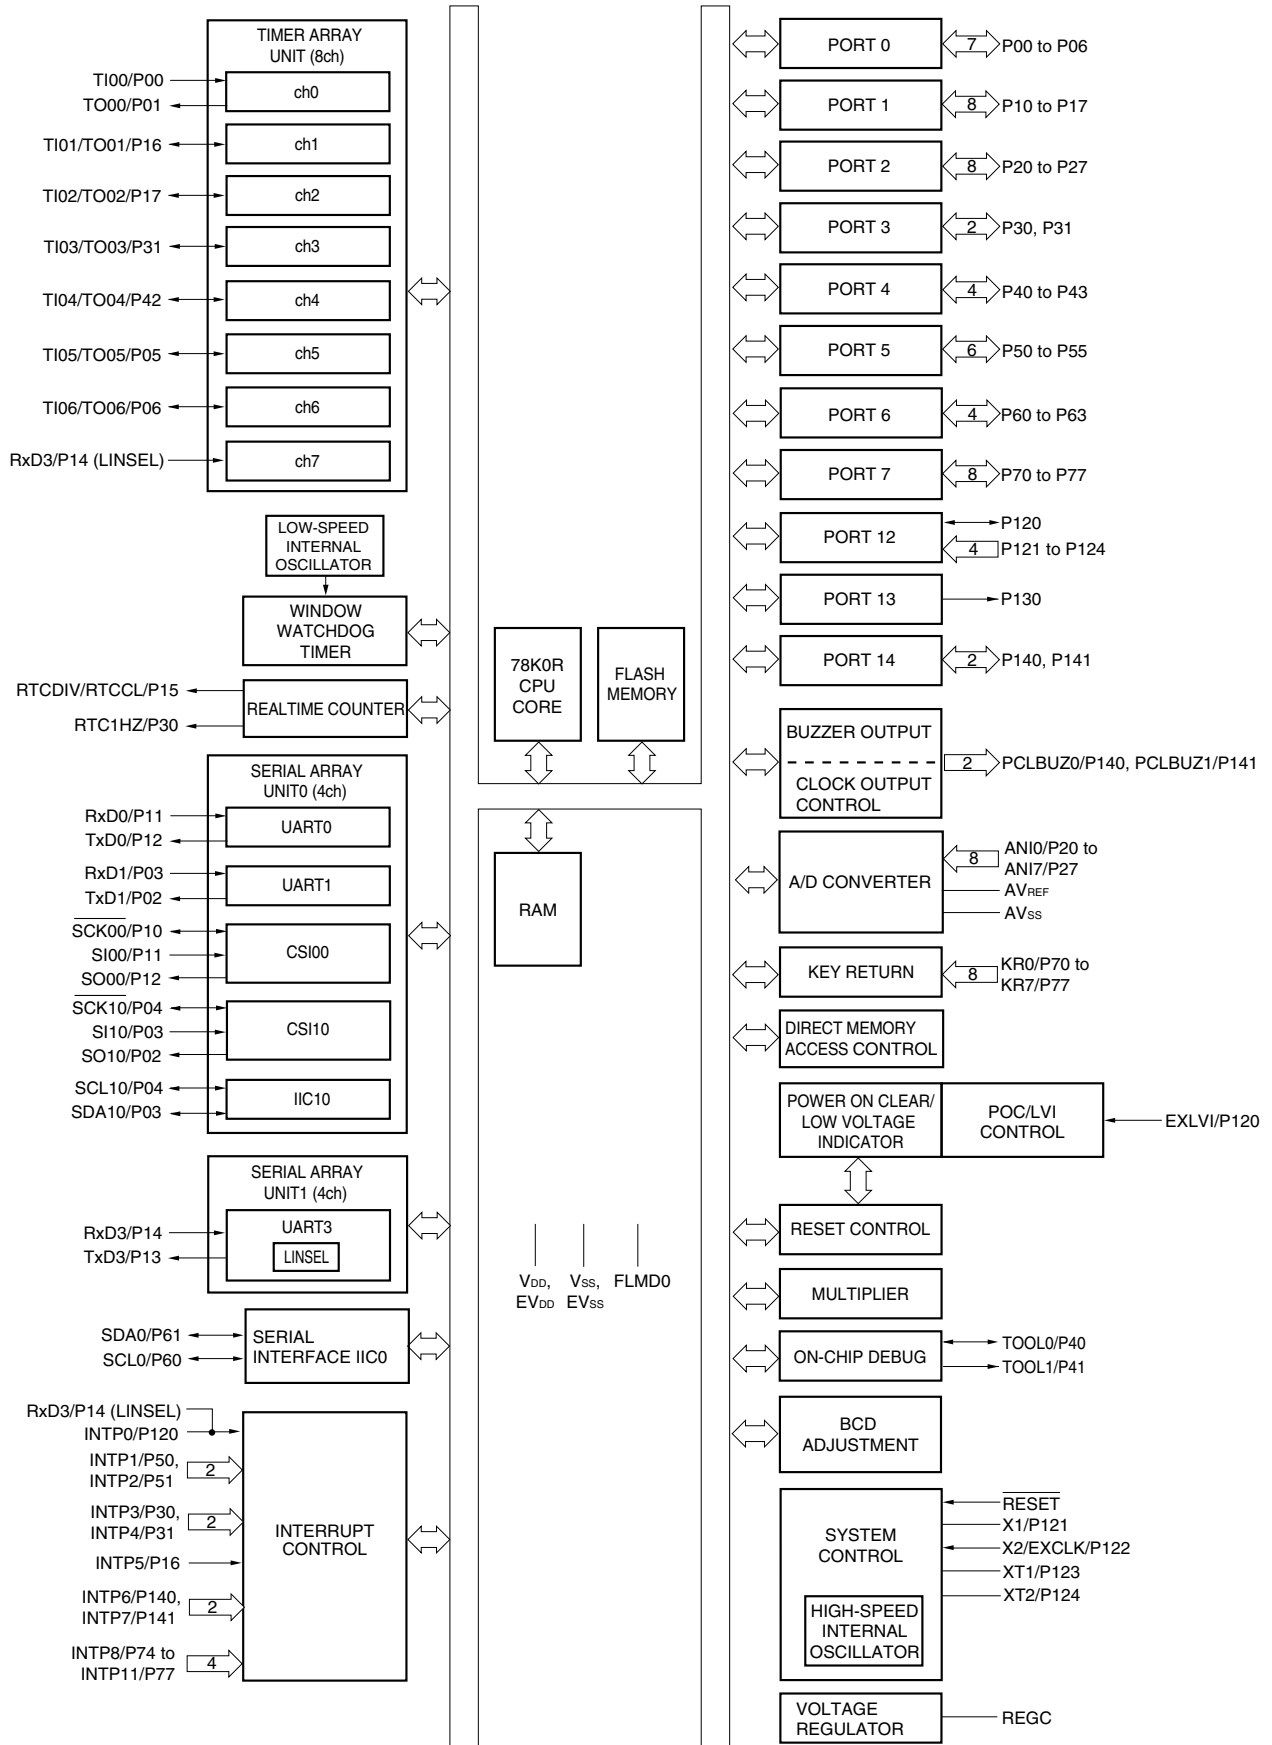 TIMER ARRAY
UNIT (8ch)
TI00/P00
TO00/P01
ch0
TI01/TO01/P16
ch1
TI02/TO02/P17
ch2
TI03/TO03/P31
ch3
TI04/TO04/P42
ch4
TI05/TO05/P05
ch5
TI06/TO06/P06
ch6
RxD3/P14 (LINSEL)
ch7
LOW-SPEED
INTERNAL
OSCILLATOR
WINDOW
WATCHDOG
TIMER
RTCDIV/RTCCL/P15
RTC1HZ/P30
REALTIME COUNTER
SERIAL ARRAY
UNIT0 (4ch)
RxD0/P11
TxD0/P12
UART0
RxD1/P03
TxD1/P02
UART1
SCK00/P10
SI00/P11
SO00/P12
CSI00
SCK10/P04
SI10/P03
SO10/P02
CSI10
SCL10/P04
SDA10/P03
IIC10
SERIAL ARRAY
UNIT1 (4ch)
RxD3/P14
TxD3/P13
UART3
LINSEL
SDA0/P61
SCL0/P60
SERIAL
INTERFACE IIC0
RxD3/P14 (LINSEL)
INTP0/P120
INTP1/P50,
INTP2/P51
2
INTP3/P30,
INTP4/P31
2
INTP5/P16
INTP6/P140,
INTP7/P141
2
INTP8/P74 to
INTP11/P77
4
INTERRUPT
CONTROL
78K0R
CPU
CORE
FLASH
MEMORY
RAM
VDD,
EVDD
VSS,
EVSS
FLMD0
PORT 0
7
P00 to P06
PORT 1
8
P10 to P17
PORT 2
8
P20 to P27
PORT 3
2
P30, P31
PORT 4
4
P40 to P43
PORT 5
6
P50 to P55
PORT 6
4
P60 to P63
PORT 7
8
P70 to P77
PORT 12
P120
4
P121 to P124
PORT 13
P130
PORT 14
2
P140, P141
BUZZER OUTPUT
CLOCK OUTPUT
CONTROL
2
PCLBUZ0/P140, PCLBUZ1/P141
A/D CONVERTER
8
ANI0/P20 to
ANI7/P27
AVREF
AVSS
KEY RETURN
8
KR0/P70 to
KR7/P77
DIRECT MEMORY
ACCESS CONTROL
POWER ON CLEAR/
LOW VOLTAGE
INDICATOR
POC/LVI
CONTROL
EXLVI/P120
RESET CONTROL
MULTIPLIER
ON-CHIP DEBUG
TOOL0/P40
TOOL1/P41
BCD
ADJUSTMENT
SYSTEM
CONTROL
HIGH-SPEED
INTERNAL
OSCILLATOR
RESET
X1/P121
X2/EXCLK/P122
XT1/P123
XT2/P124
VOLTAGE
REGULATOR
REGC